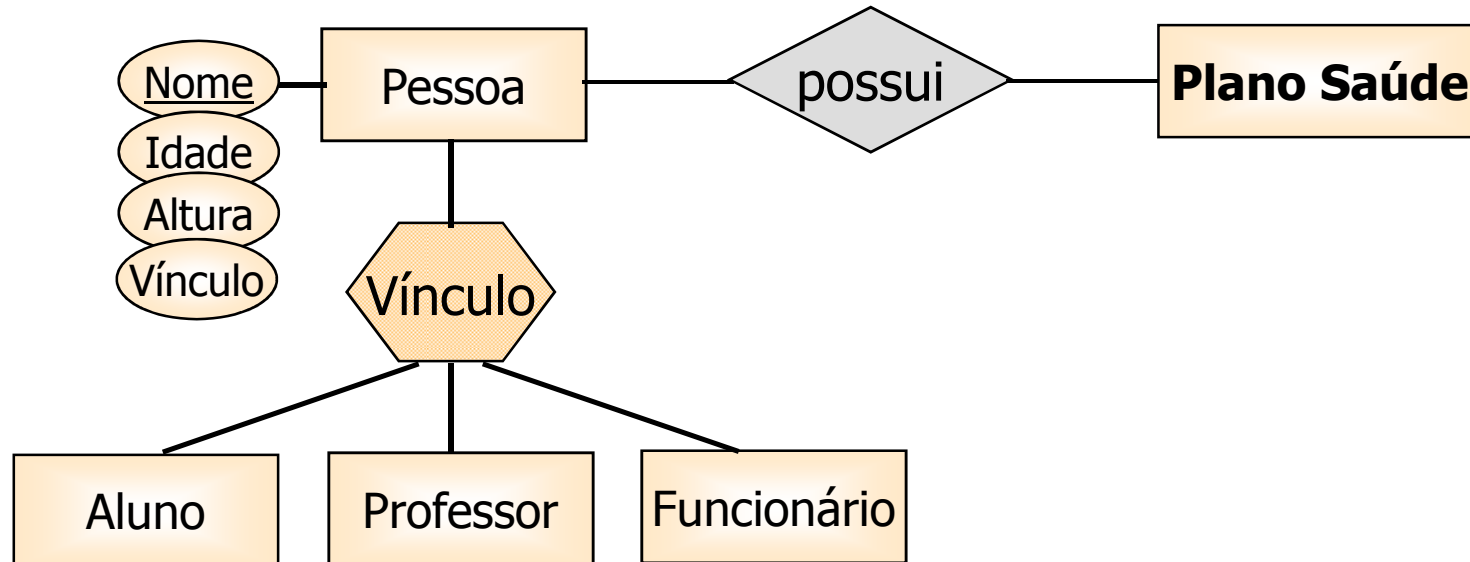 Nome
Idade
Altura
Vínculo
Pessoa
possui
Plano Saúde
Vínculo
Aluno
Professor
Funcionário